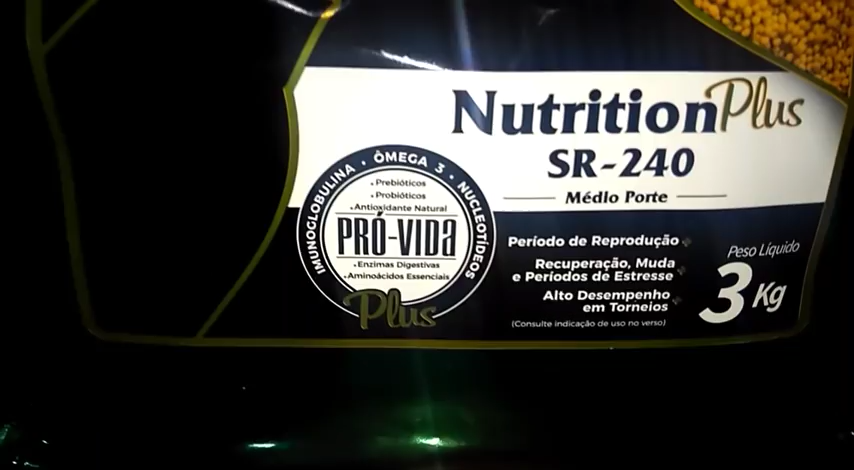 NutritionPlus
SR-240
Médio Porte
IMUNOGLOBULINA • ÔMEGA 3 • NUCLEOTÍDEOS
• Prebióticos
• Probióticos
• Antioxidante Natural
PRÓ-VIDA
• Enzimas Digestivas
• Aminoácidos Essenciais
Plus
Período de Reprodução
Recuperação, Muda
e Períodos de Estresse
Alto Desempenho
em Torneios
(Consulte indicação de uso no verso)
Peso Líquido
3 Kg